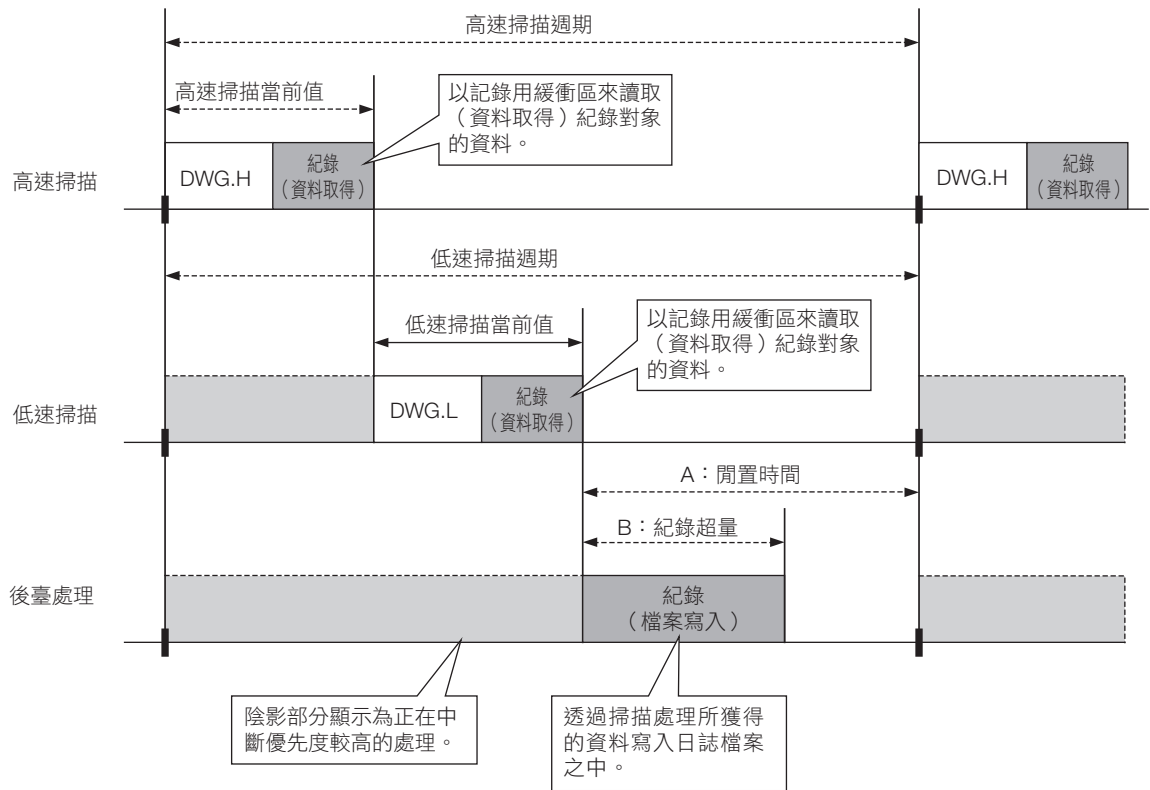 高速掃描週期
高速掃描當前值
以記錄用緩衝區來讀取
（資料取得）紀錄對象
的資料。
高速掃描
DWG.H
紀錄
（資料取得）
DWG.H
紀錄
（資料取得）
低速掃描週期
低速掃描當前值
以記錄用緩衝區來讀取
（資料取得）紀錄對象
的資料。
低速掃描
DWG.L
紀錄
（資料取得）
A：閒置時間
B：紀錄超量
後臺處理
紀錄
（檔案寫入）
陰影部分顯示為正在中
斷優先度較高的處理。
透過掃描處理所獲得
的資料寫入日誌檔案
之中。